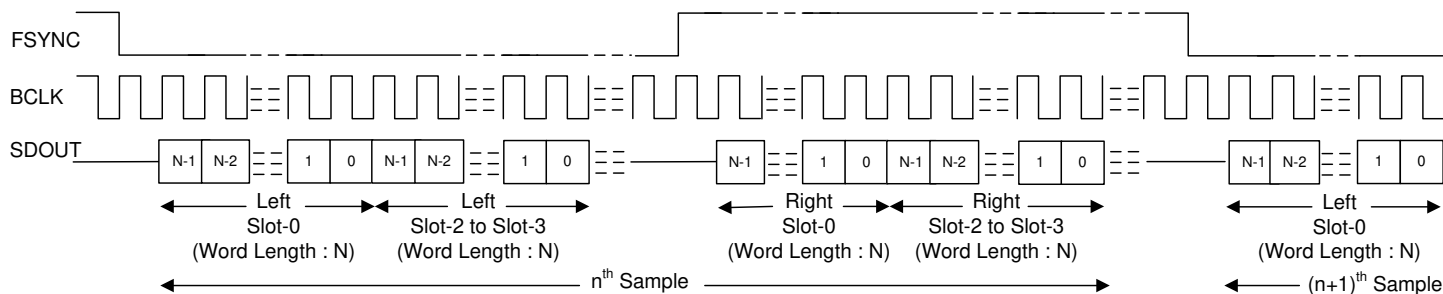 FSYNC
BCLK
SDOUT
N-1 N-2 1 0 N-1 N-2 1 0 N-1 1 0 N-1 N-2 1 0 N-1 N-2 1 0
Left Left Right Right Left
Slot-0 Slot-2 to Slot-3 Slot-0 Slot-2 to Slot-3 Slot-0
(Word Length : N) (Word Length : N) (Word Length : N) (Word Length : N) (Word Length : N)
nth Sample (n+1)th Sample